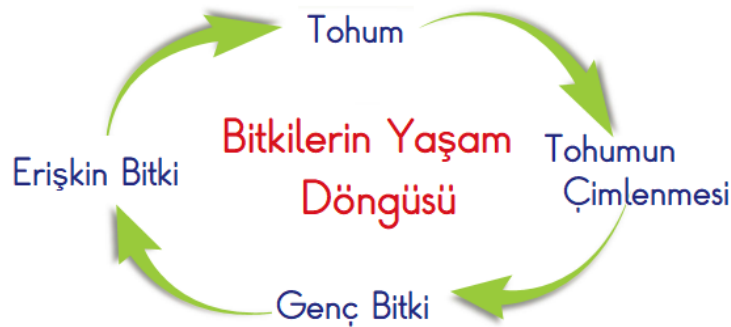 Tohum
Bitkilerin Yaşam
Döngüsü
Tohumun
Çimlenmesi
Genç Bitki
Erişkin Bitki